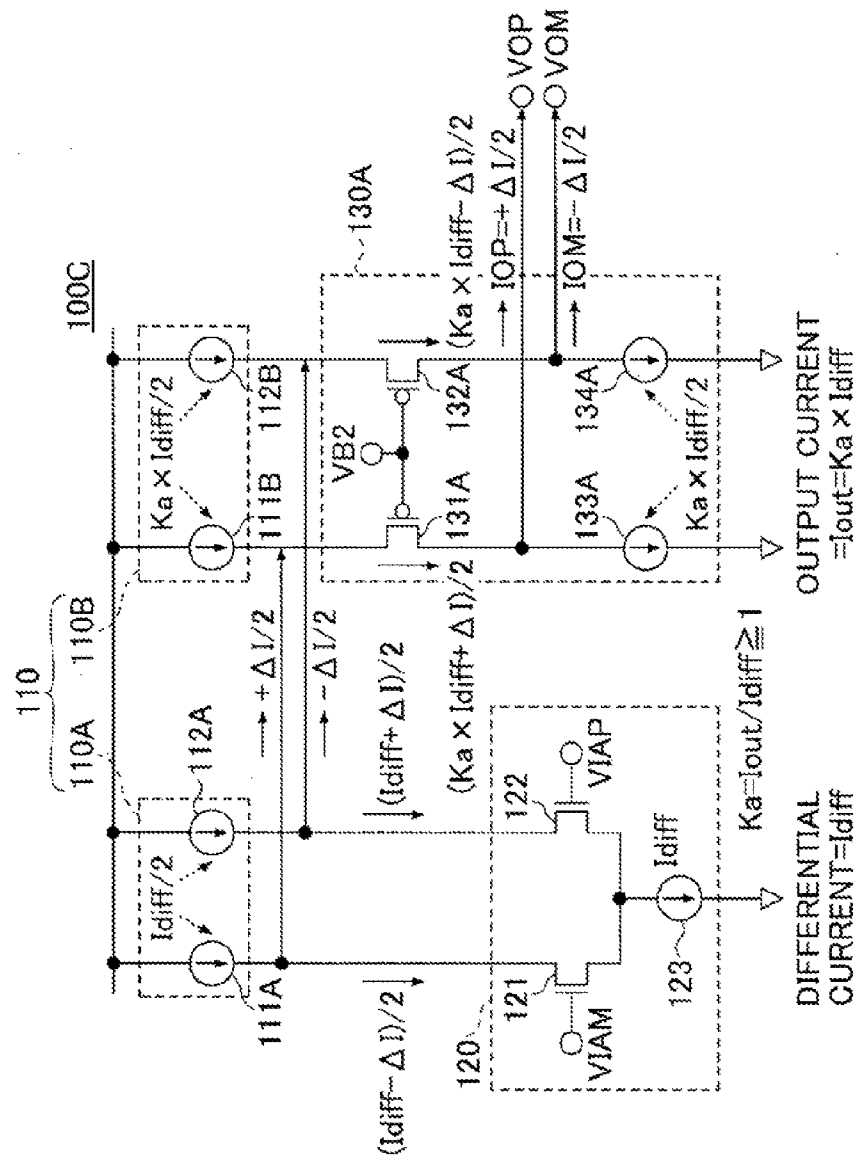 100C
110
110A
110B
111A
Idiff/2
112A
Ka × Idiff/2
111B
112B
+ΔI/2
-ΔI/2
(Idiff-ΔI)/2
(Idiff+ΔI)/2
(Ka × Idiff+ΔI)/2
(Ka × Idiff-ΔI)/2
130A
VB2
131A
132A
IOP=+ΔI/2
VOP
IOM=-ΔI/2
VOM
120
121
122
VIAM
VIAP
123
Idiff
133A
134A
Ka × Idiff/2
Ka=Iout/Idiff≧1
DIFFERENTIAL
CURRENT=Idiff
OUTPUT CURRENT
=Iout=Ka × Idiff